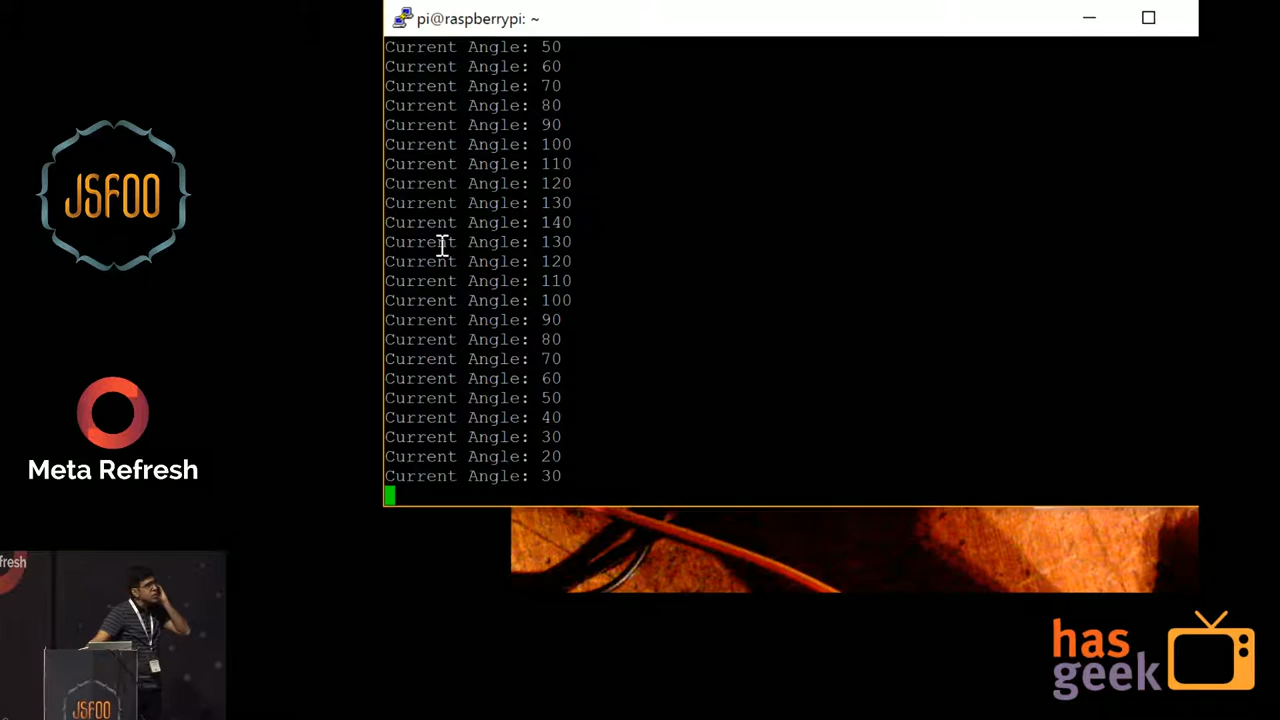 pi@raspberrypi: ~
Current Angle: 50
Current Angle: 60
Current Angle: 70
Current Angle: 80
Current Angle: 90
Current Angle: 100
Current Angle: 110
Current Angle: 120
Current Angle: 130
Current Angle: 140
Current Angle: 130
Current Angle: 120
Current Angle: 110
Current Angle: 100
Current Angle: 90
Current Angle: 80
Current Angle: 70
Current Angle: 60
Current Angle: 50
Current Angle: 40
Current Angle: 30
Current Angle: 20
Current Angle: 30
JSFOO
Meta Refresh
fresh
JSFOO
has
geek